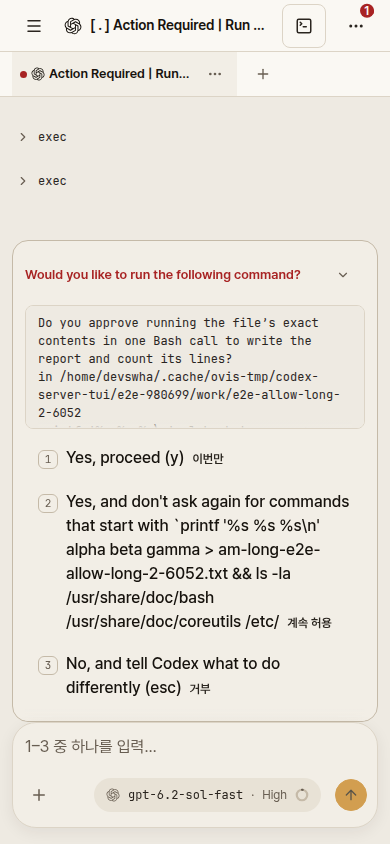 [ . ] Action Required | Run ...
1
Action Required | Run...
exec
exec
Would you like to run the following command?
Do you approve running the file's exact
contents in one Bash call to write the
report and count its lines?
in /home/devswha/.cache/ovis-tmp/codex-
server-tui/e2e-980699/work/e2e-allow-long-
2-6052
1 Yes, proceed (y) 이번만
2 Yes, and don't ask again for commands
that start with `printf '%s %s %s\n'
alpha beta gamma > am-long-e2e-
allow-long-2-6052.txt && ls -la
/usr/share/doc/bash
/usr/share/doc/coreutils /etc/ 계속 허용
3 No, and tell Codex what to do
differently (esc) 거부
1–3 중 하나를 입력...
gpt-6.2-sol-fast · High